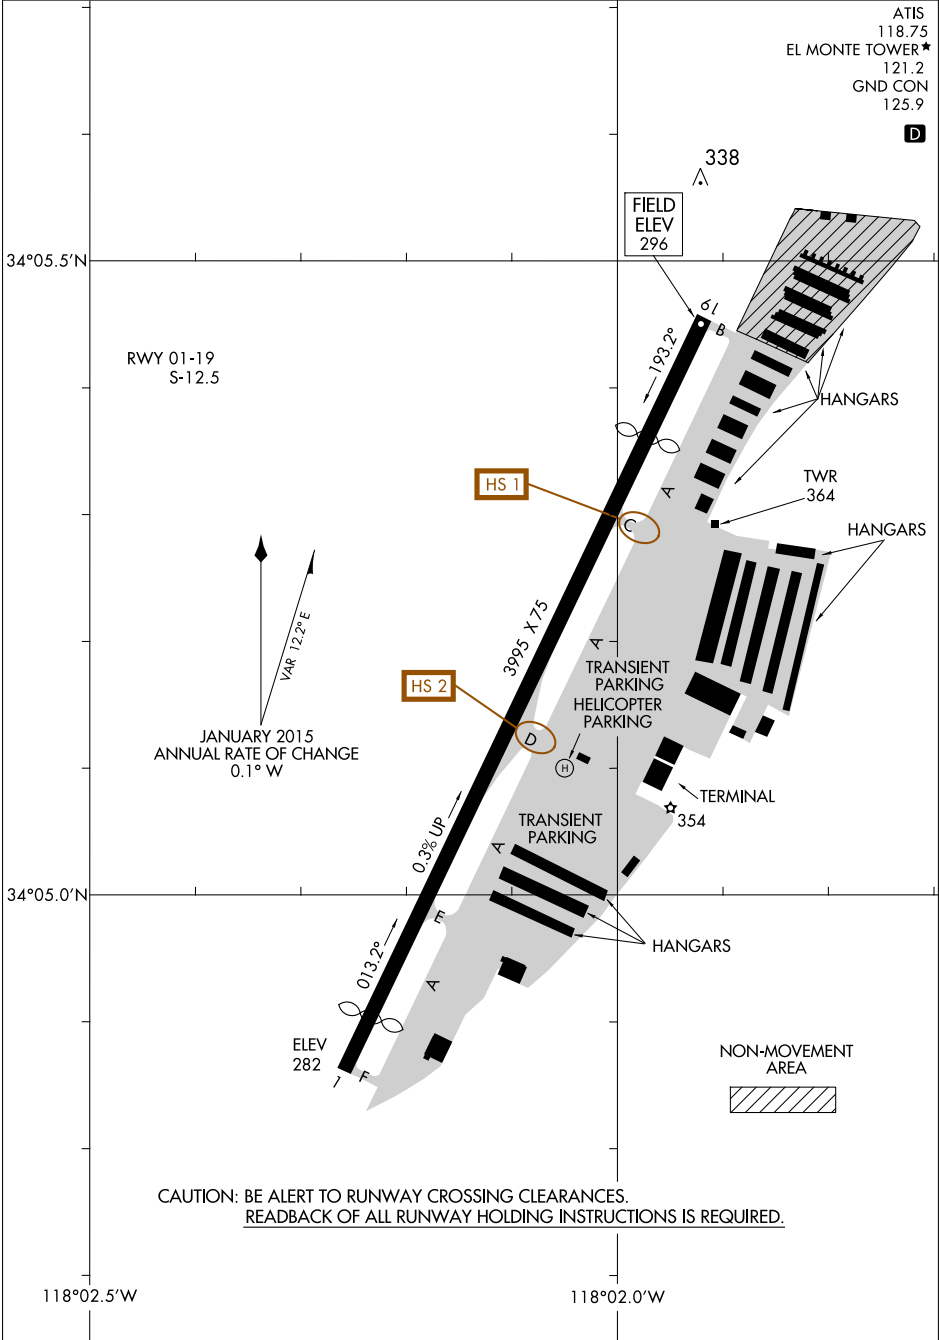 ATIS
118.75
EL MONTE TOWER★
121.2
GND CON
125.9
D
338
FIELD
ELEV
296
34°05.5'N
19
B
193.2°
RWY 01-19
S-12.5
HANGARS
HS 1
A
TWR
364
C
HANGARS
VAR 12.2° E
3995 X 75
A
TRANSIENT
PARKING
HELICOPTER
PARKING
HS 2
D
JANUARY 2015
ANNUAL RATE OF CHANGE
0.1° W
H
TERMINAL
354
TRANSIENT
PARKING
0.3% UP
A
34°05.0'N
E
HANGARS
013.2°
A
ELEV
282
1
F
NON-MOVEMENT
AREA
CAUTION: BE ALERT TO RUNWAY CROSSING CLEARANCES.
READBACK OF ALL RUNWAY HOLDING INSTRUCTIONS IS REQUIRED.
118°02.5'W
118°02.0'W